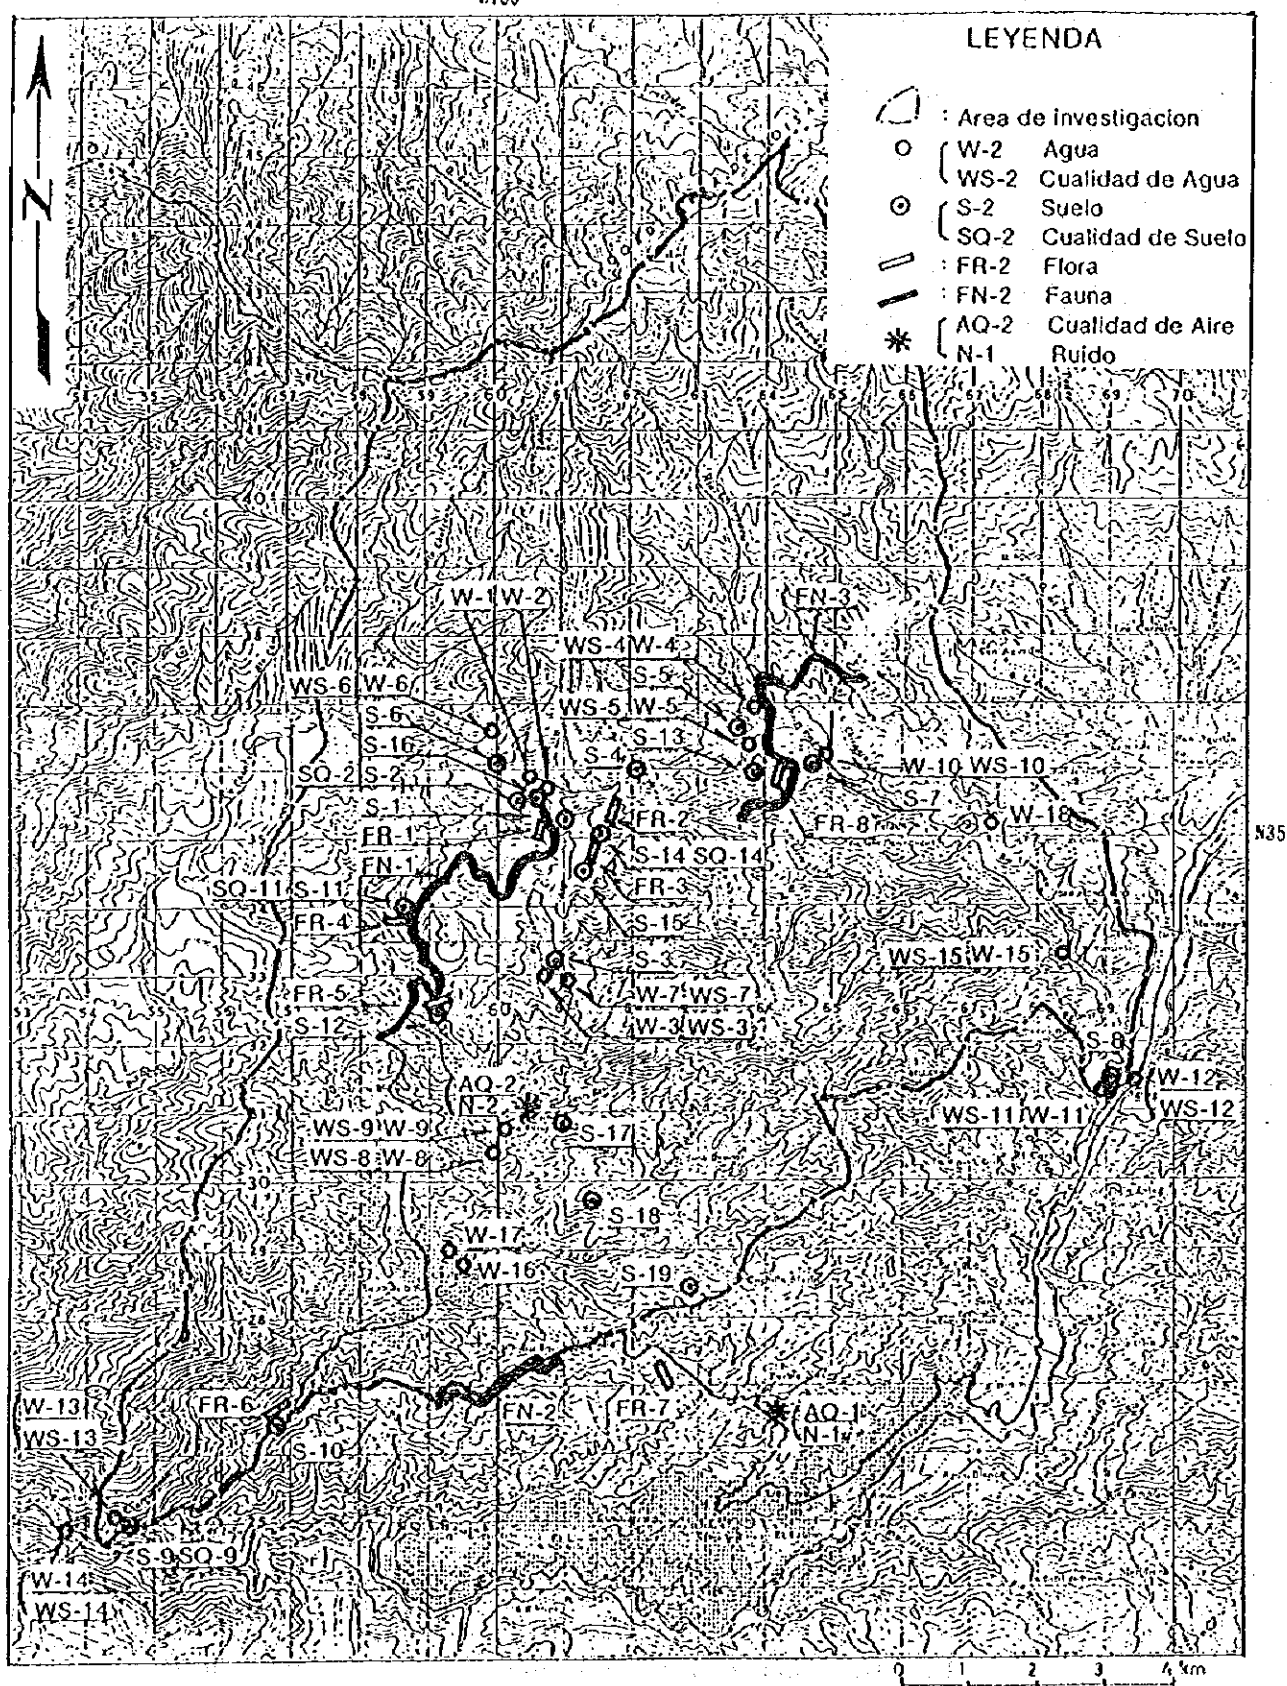 LEYENDA
: Area de investigacion
W-2 Agua
WS-2 Cualidad de Agua
S-2 Suelo
SQ-2 Cualidad de Suelo
: FR-2 Flora
: FN-2 Fauna
AQ-2 Cualidad de Aire
N-1 Ruido
N
W-1 W-2
FN-3
WS-4 W-4
S-5
WS-6 W-6
WS-5 W-5
S-6
S-13
S-16
S-4
SQ-2 S-2
W-10 WS-10
S-7
S-1
FR-2
FR-8
W-18
N35
FR-1
S-14 SQ-14
FN-1
FR-3
SQ-11 S-11
S-15
FR-4
S-3
WS-15 W-15
FR-5
W-7 WS-7
S-12
W-3 WS-3
S-8
AQ-2
N-2
W-12
WS-12
WS-11 W-11
WS-9 W-9
S-17
WS-8 W-8
S-18
W-17
W-16
S-19
W-13
WS-13
FR-6
FN-2
FR-7
AQ-1
N-1
S-10
S-9 SQ-9
W-14
WS-14
0 1 2 3 4 km